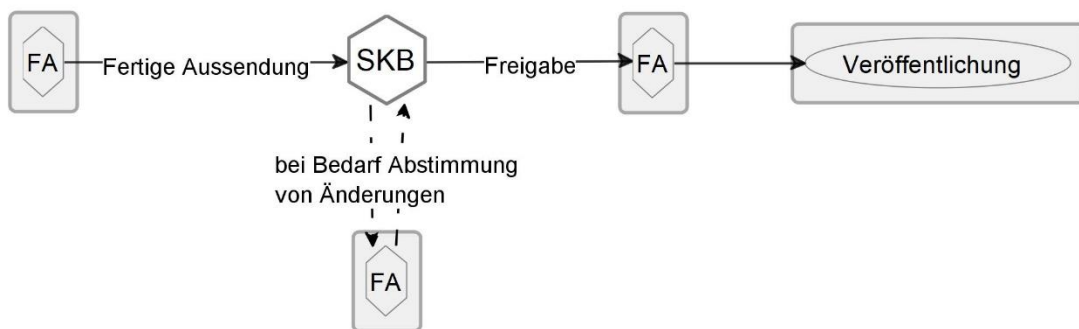 FA
Fertige Aussendung
SKB
Freigabe
FA
Veröffentlichung
bei Bedarf Abstimmung
von Änderungen
FA